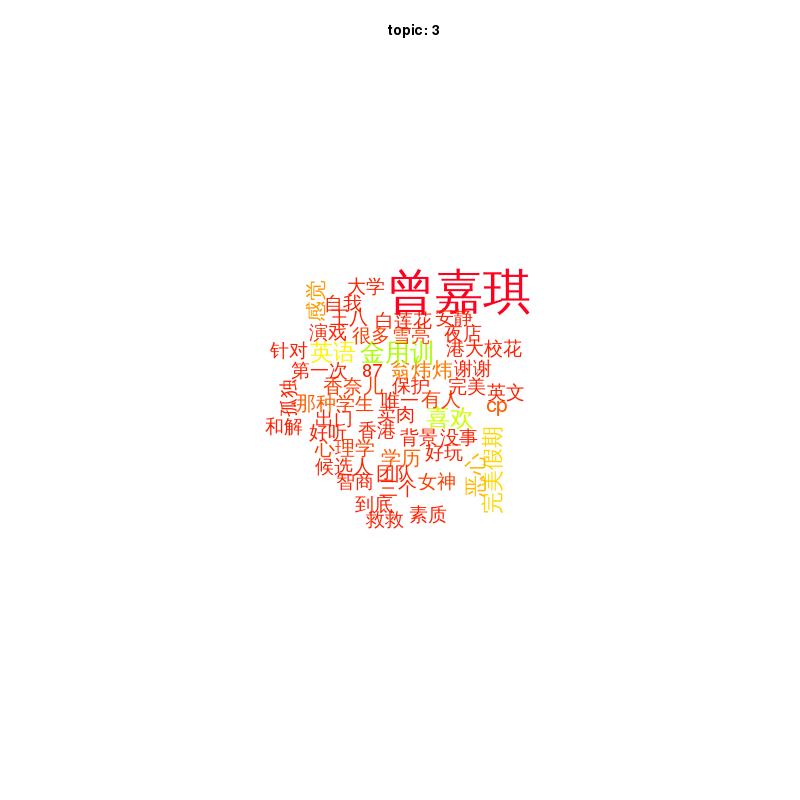 topic: 3
曾嘉琪
大学
感觉
自我
王八
白莲花
安静
演戏
很多
雪亮
夜店
针对
英语
金用训
港大校花
第一次
87
翁炜炜
谢谢
孤独
香奈儿
保护
完美
英文
那种
学生
唯一
有人
cp
出门
卖肉
喜欢
和解
好听
香港
背景
没事
心理学
学历
好玩
恶心
完美假期
候选人
团队
智商
三个
女神
到底
救救
素质